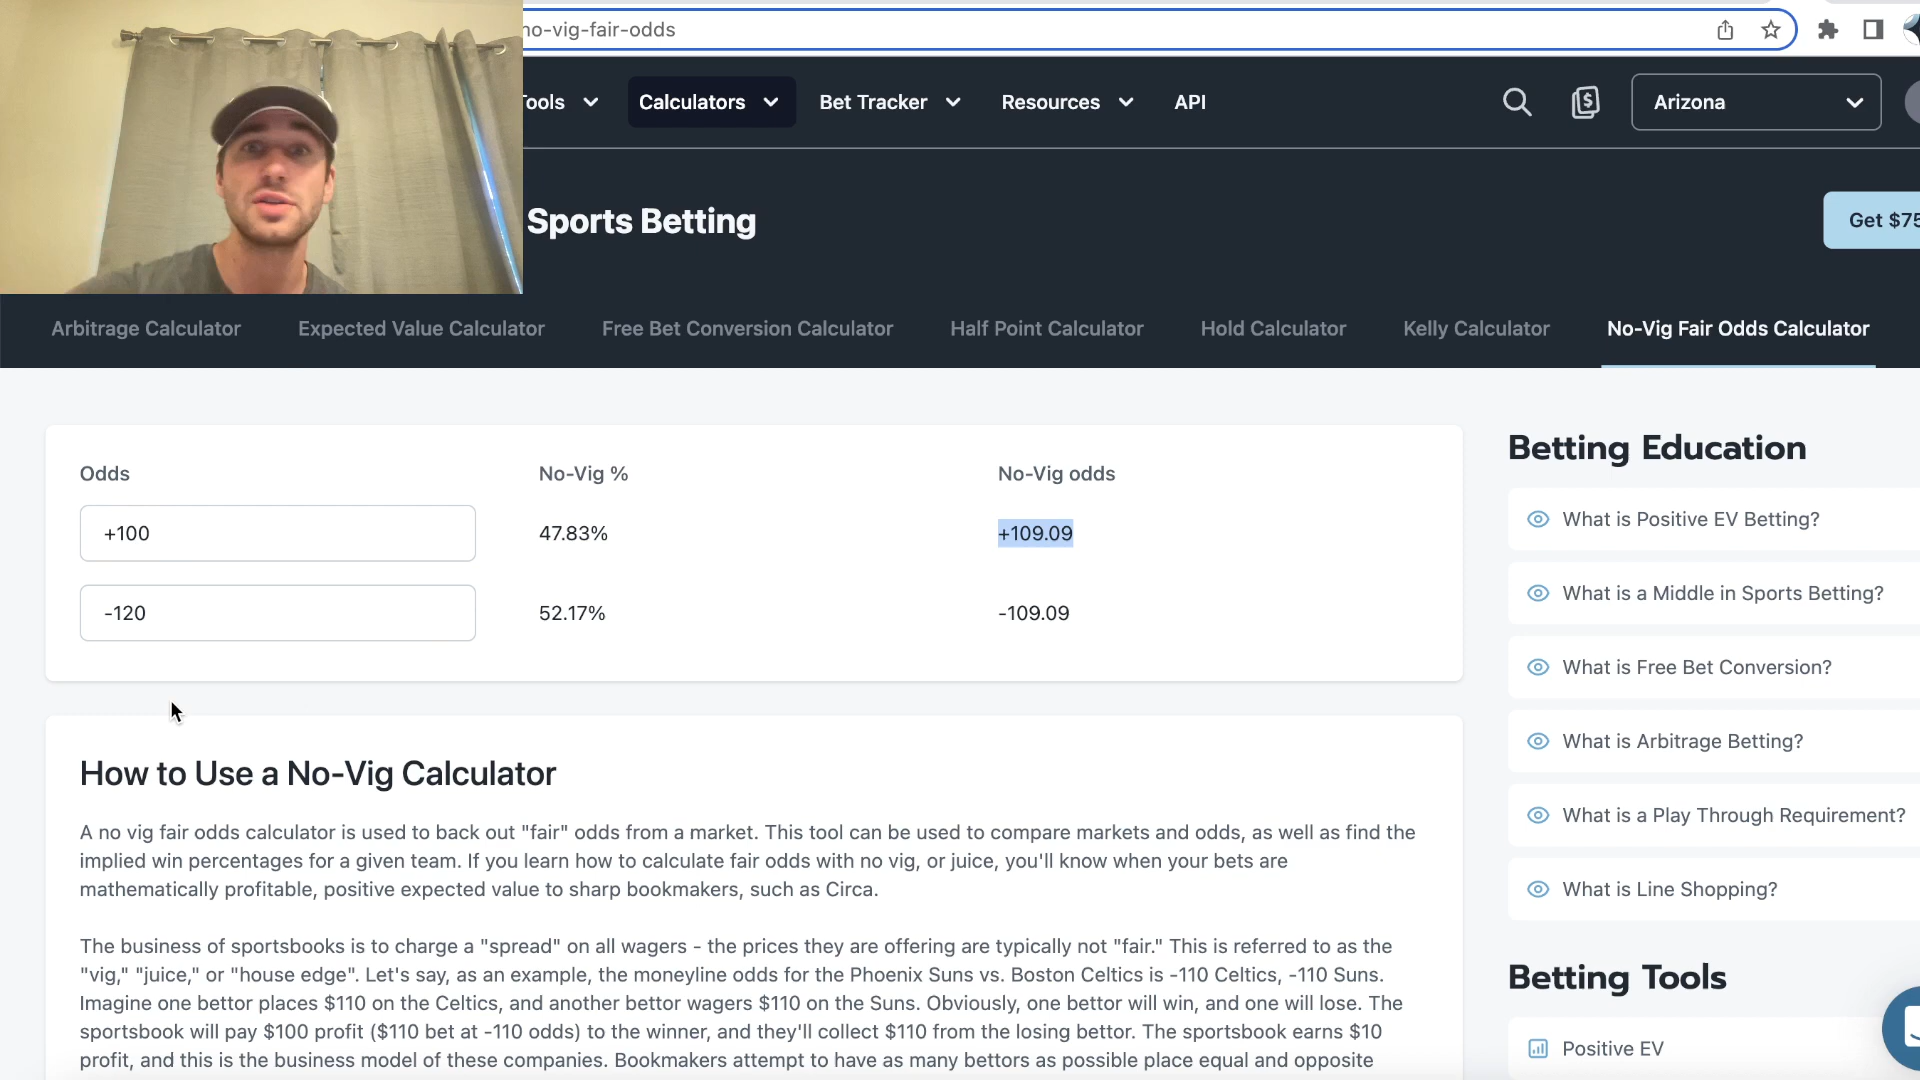 no-vig-fair-odds
Tools
Calculators
Bet Tracker
Resources
API
Arizona
Sports Betting
Get $75
Arbitrage Calculator
Expected Value Calculator
Free Bet Conversion Calculator
Half Point Calculator
Hold Calculator
Kelly Calculator
No-Vig Fair Odds Calculator
Odds
No-Vig %
No-Vig odds
+100
47.83%
+109.09
-120
52.17%
-109.09
How to Use a No-Vig Calculator
A no vig fair odds calculator is used to back out "fair" odds from a market. This tool can be used to compare markets and odds, as well as find the
implied win percentages for a given team. If you learn how to calculate fair odds with no vig, or juice, you'll know when your bets are
mathematically profitable, positive expected value to sharp bookmakers, such as Circa.
The business of sportsbooks is to charge a "spread" on all wagers – the prices they are offering are typically not "fair." This is referred to as the
"vig," "juice," or "house edge". Let's say, as an example, the moneyline odds for the Phoenix Suns vs. Boston Celtics is -110 Celtics, -110 Suns.
Imagine one bettor places $110 on the Celtics, and another bettor wagers $110 on the Suns. Obviously, one bettor will win, and one will lose. The
sportsbook will pay $100 profit ($110 bet at -110 odds) to the winner, and they'll collect $110 from the losing bettor. The sportsbook earns $10
profit, and this is the business model of these companies. Bookmakers attempt to have as many bettors as possible place equal and opposite
Betting Education
What is Positive EV Betting?
What is a Middle in Sports Betting?
What is Free Bet Conversion?
What is Arbitrage Betting?
What is a Play Through Requirement?
What is Line Shopping?
Betting Tools
Positive EV